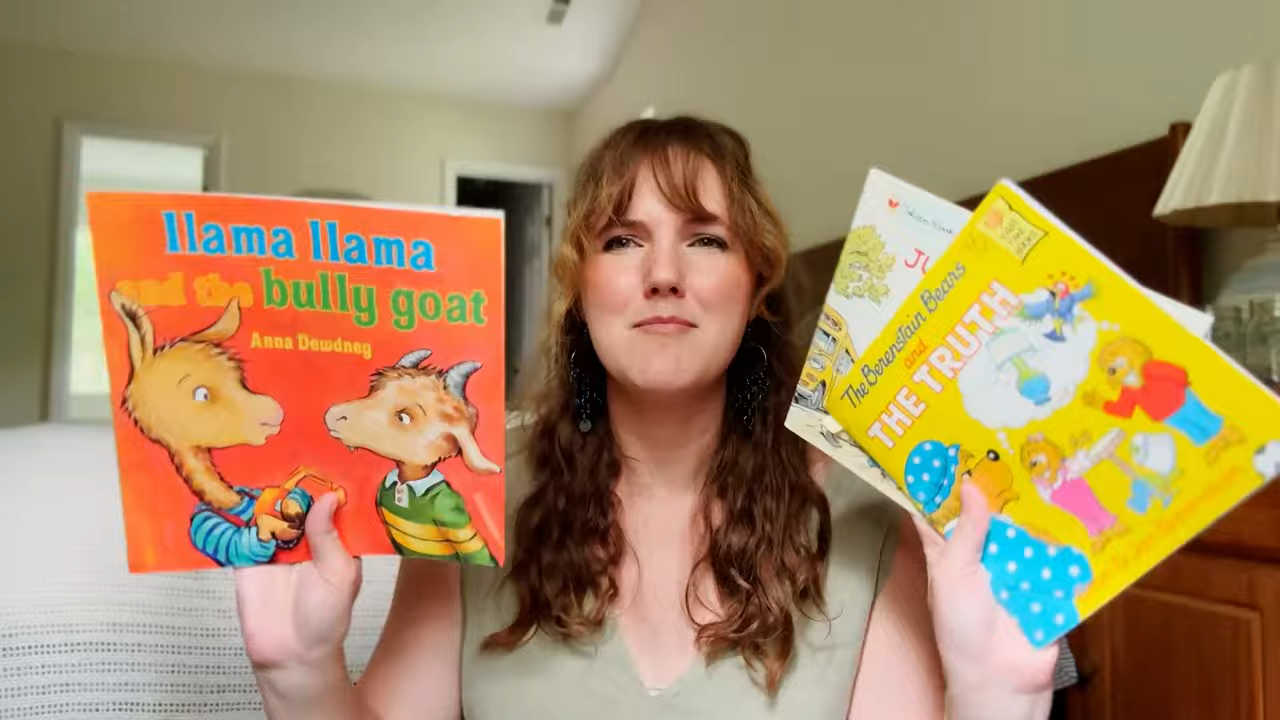 llama llama
and the bully goat
Anna Dewdney
The Berenstain Bears
and
THE TRUTH